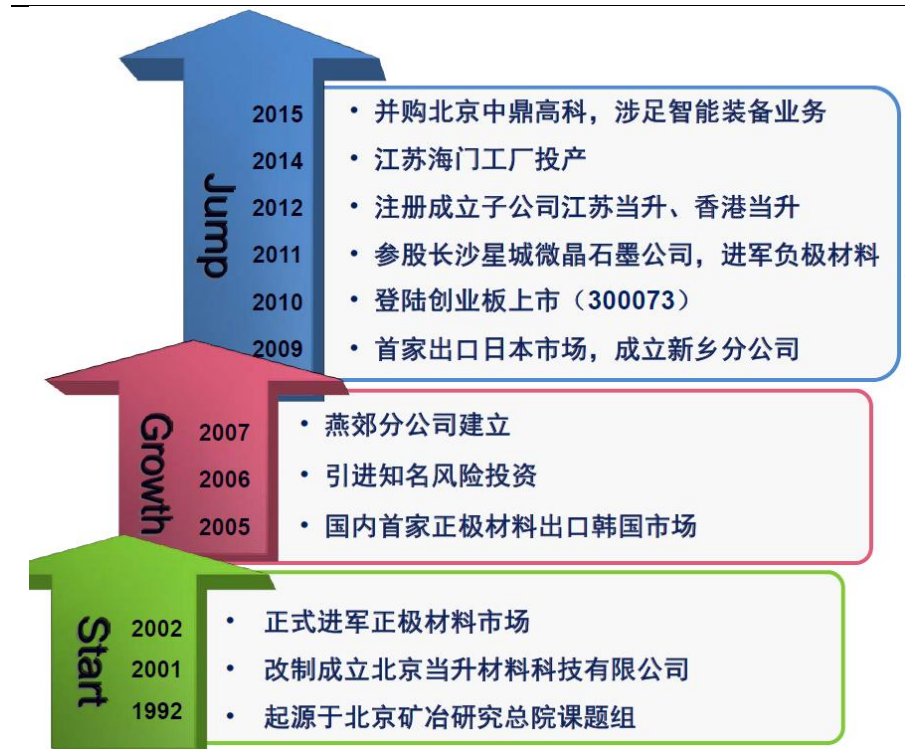 Jump
2015 • 并购北京中鼎高科，涉足智能装备业务
2014 • 江苏海门工厂投产
2012 • 注册成立子公司江苏当升、香港当升
2011 • 参股长沙星城微晶石墨公司，进军负极材料
2010 • 登陆创业板上市（300073）
2009 • 首家出口日本市场，成立新乡分公司
Growth
2007 • 燕郊分公司建立
2006 • 引进知名风险投资
2005 • 国内首家正极材料出口韩国市场
Start
2002 • 正式进军正极材料市场
2001 • 改制成立北京当升材料科技有限公司
1992 • 起源于北京矿冶研究总院课题组